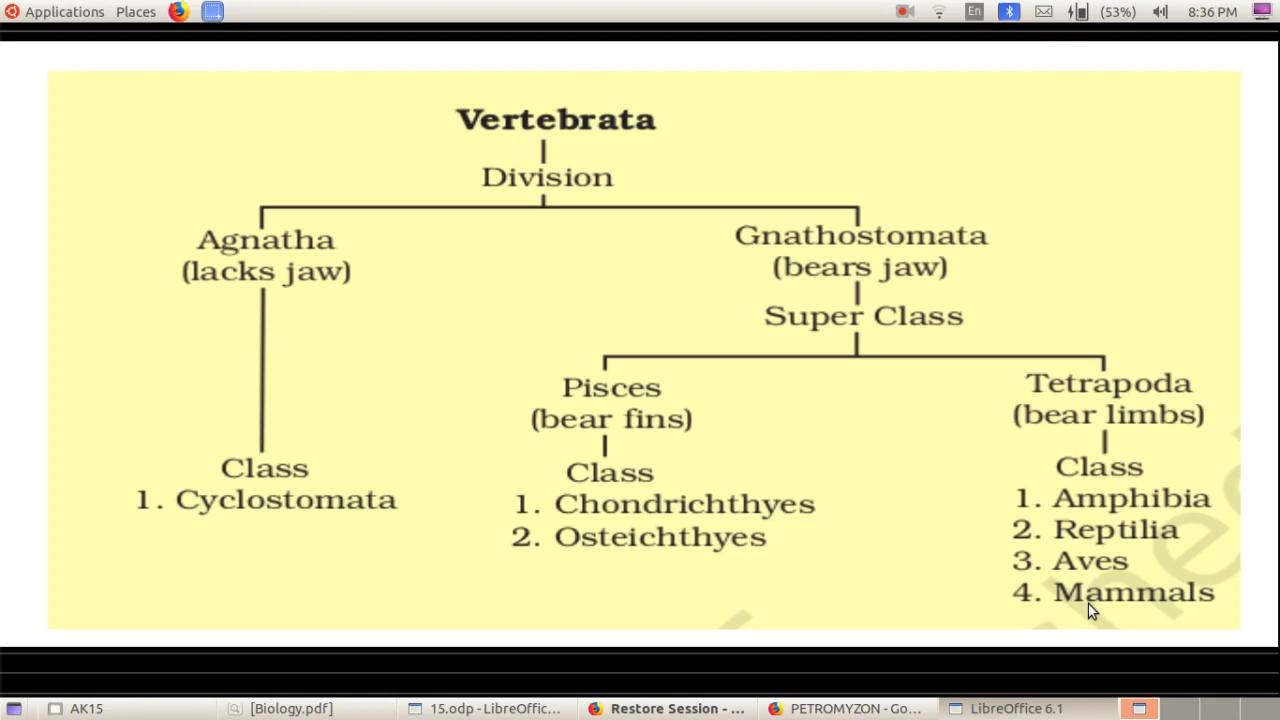 Applications Places En (53%) 8:36 PM
Vertebrata
Division
Agnatha
(lacks jaw)
Gnathostomata
(bears jaw)
Super Class
Pisces
(bear fins)
Tetrapoda
(bear limbs)
Class
1. Cyclostomata
Class
1. Chondrichthyes
2. Osteichthyes
Class
1. Amphibia
2. Reptilia
3. Aves
4. Mammals
AK15 [Biology.pdf] 15.odp - LibreOffic... Restore Session - ... PETROMYZON - Go... LibreOffice 6.1